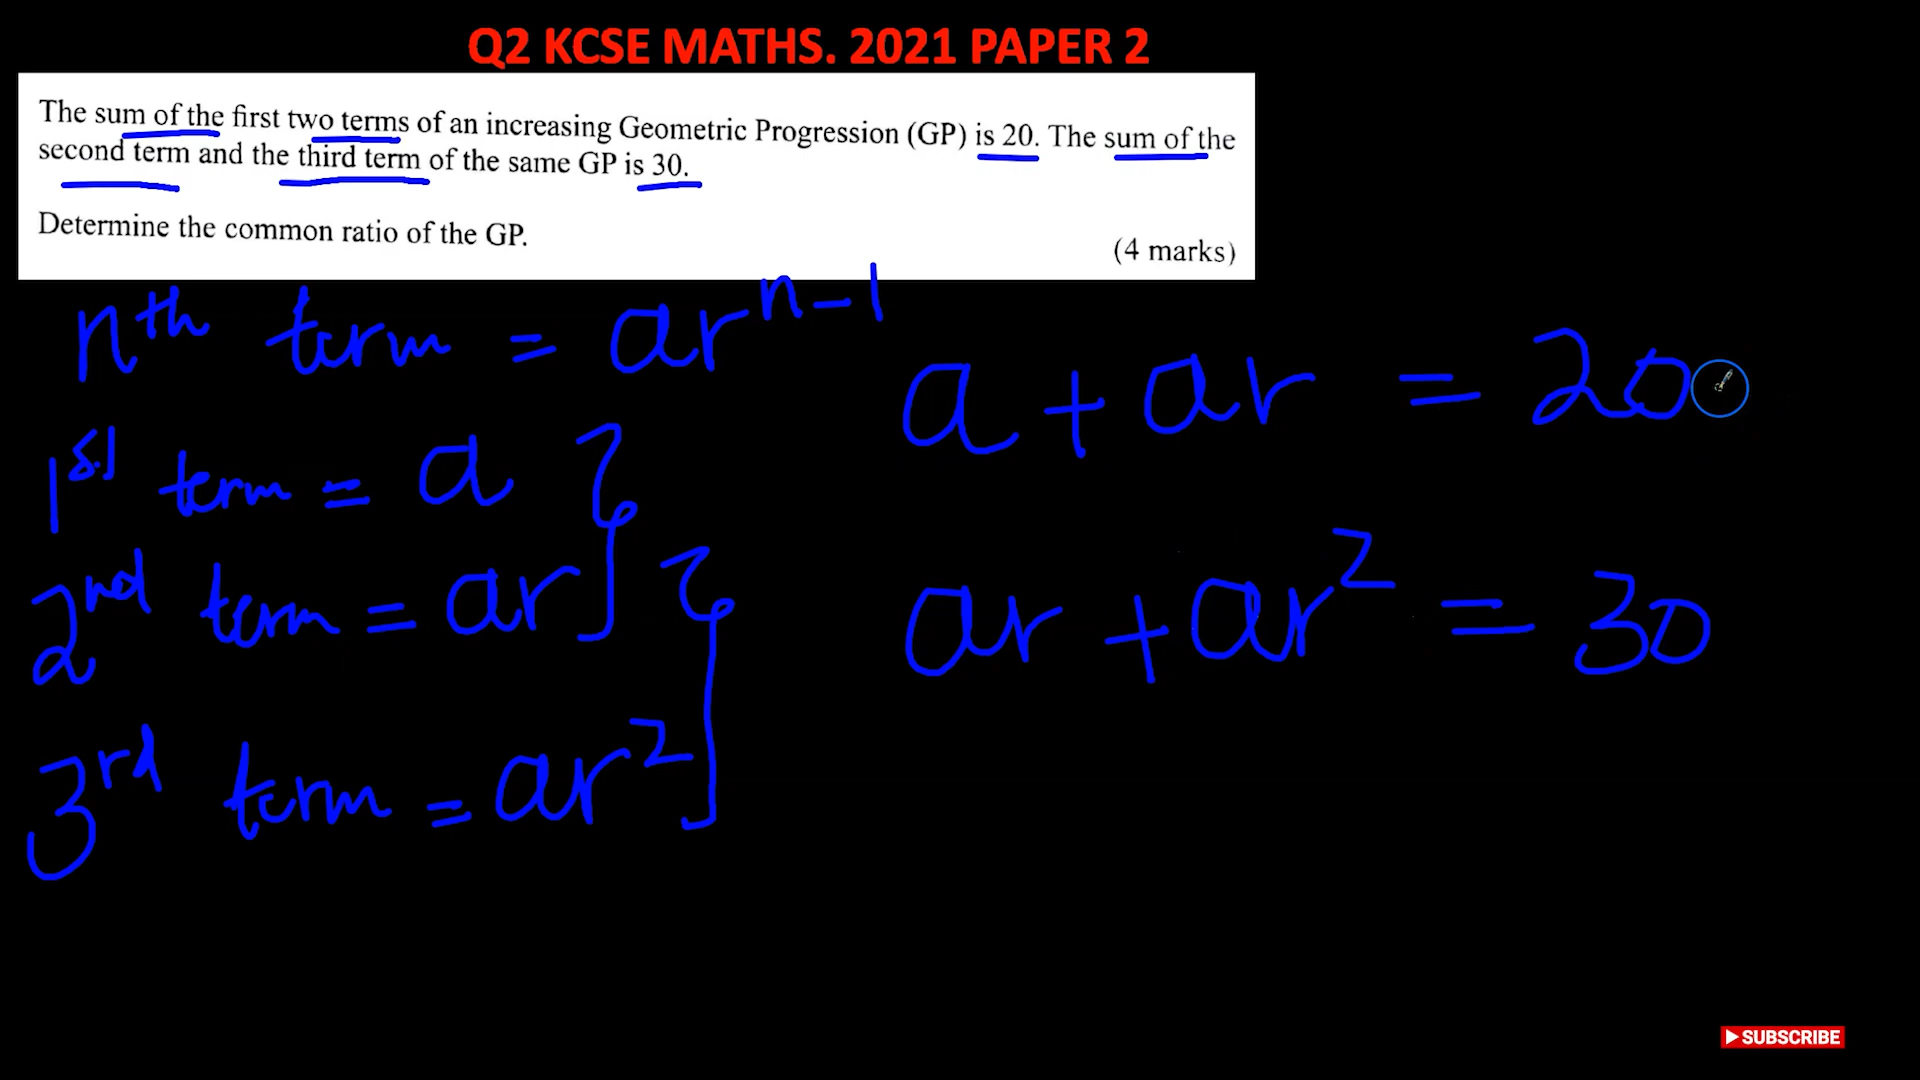 Q2 KCSE MATHS. 2021 PAPER 2
The sum of the first two terms of an increasing Geometric Progression (GP) is 20. The sum of the
second term and the third term of the same GP is 30.
Determine the common ratio of the GP.
(4 marks)
nth term = ar^n-1
1st term = a
2nd term = ar
3rd term = ar²
a + ar = 20
ar + ar² = 30
SUBSCRIBE